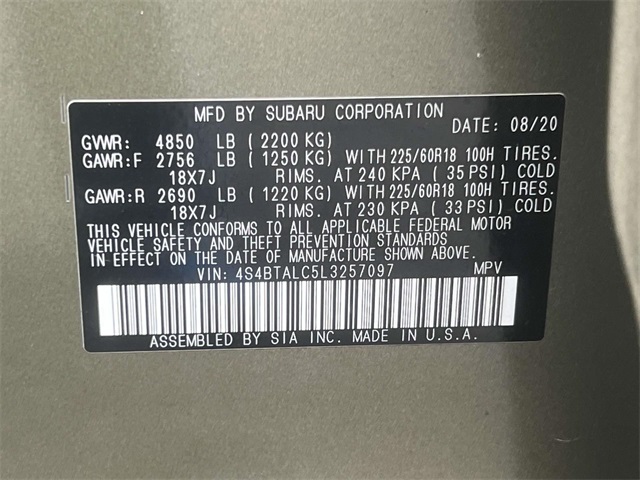 MFD BY SUBARU CORPORATION
DATE: 08/20
GVWR: 4850 LB (2200 KG)
GAWR:F 2756 LB (1250 KG) WITH 225/60R18 100H TIRES.
18X7J RIMS. AT 240 KPA (35 PSI) COLD
GAWR:R 2690 LB (1220 KG) WITH 225/60R18 100H TIRES.
18X7J RIMS. AT 230 KPA (33 PSI) COLD
THIS VEHICLE CONFORMS TO ALL APPLICABLE FEDERAL MOTOR
VEHICLE SAFETY AND THEFT PREVENTION STANDARDS
IN EFFECT ON THE DATE OF MANUFACTURE SHOWN ABOVE.
VIN: 4S4BTALC5L3257097 MPV
ASSEMBLED BY SIA INC. MADE IN U.S.A.